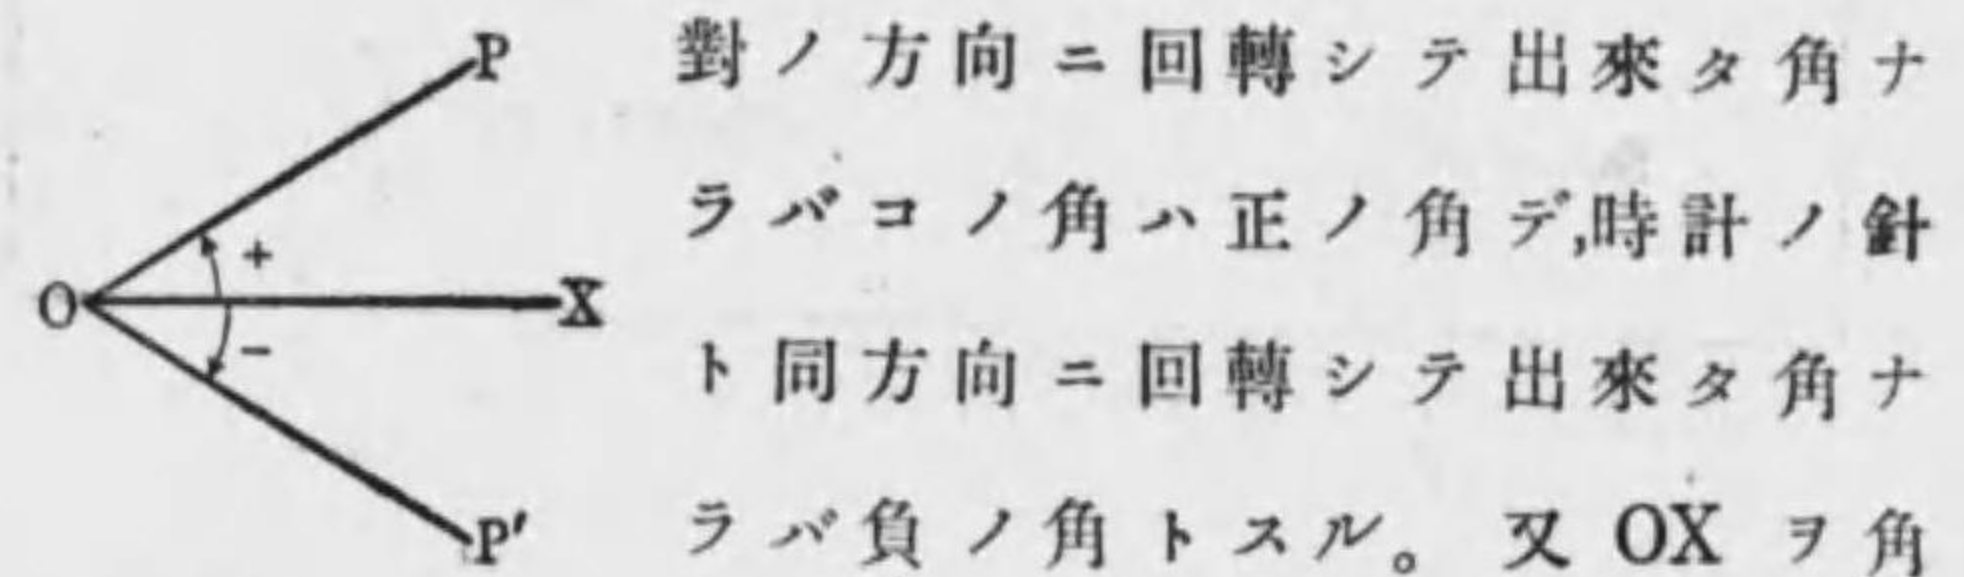 對ノ方向ニ回轉シテ出來タ角ナ
ラバコノ角ハ正ノ角デ,時計ノ針
ト同方向ニ回轉シテ出來タ角ナ
ラバ負ノ角トスル。又 OX ヲ角
P
+
O
X
−
P′